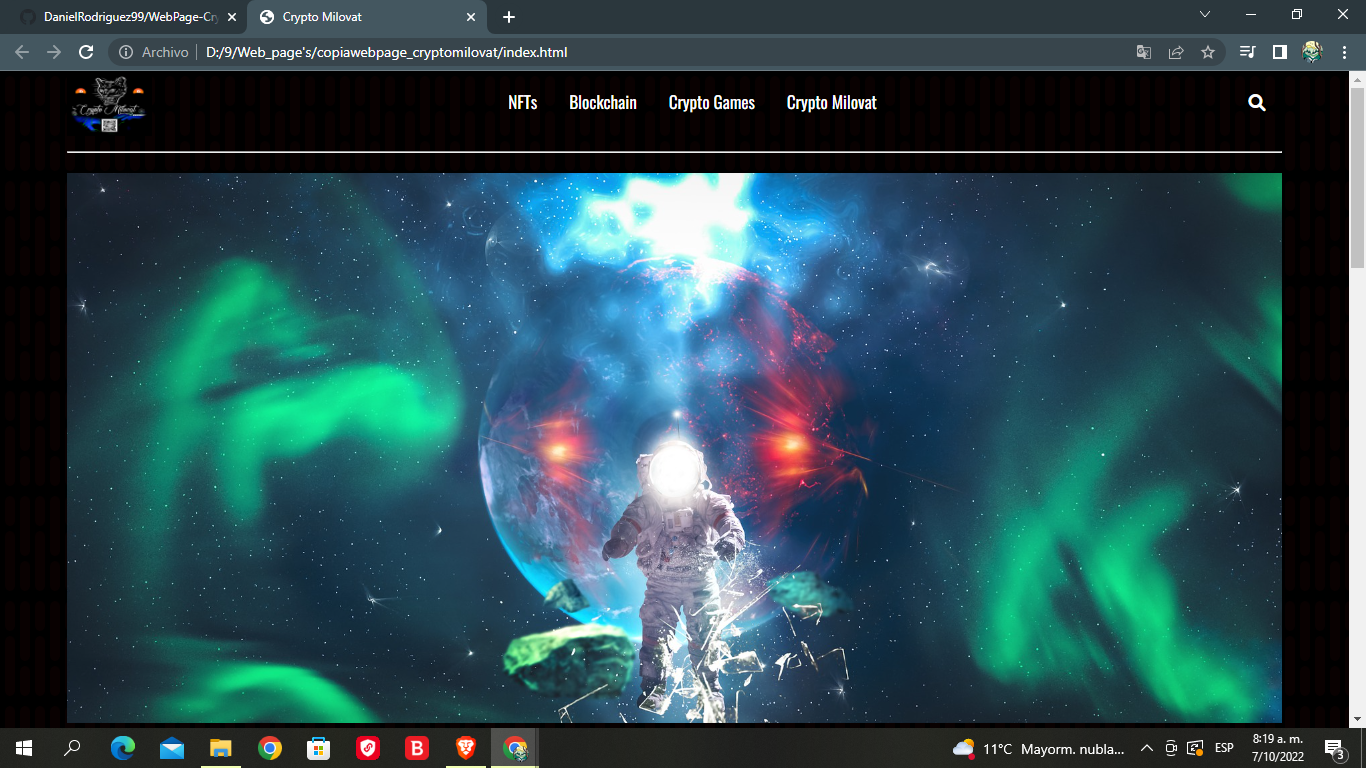 DanielRodriguez99/WebPage-Cry
Crypto Milovat
Archivo
D:/9/Web_page's/copiawebpage_cryptomilovat/index.html
Crypto Milovat
NFTs
Blockchain
Crypto Games
Crypto Milovat
11°C Mayorm. nubla...
ESP
8:19 a. m.
7/10/2022
3